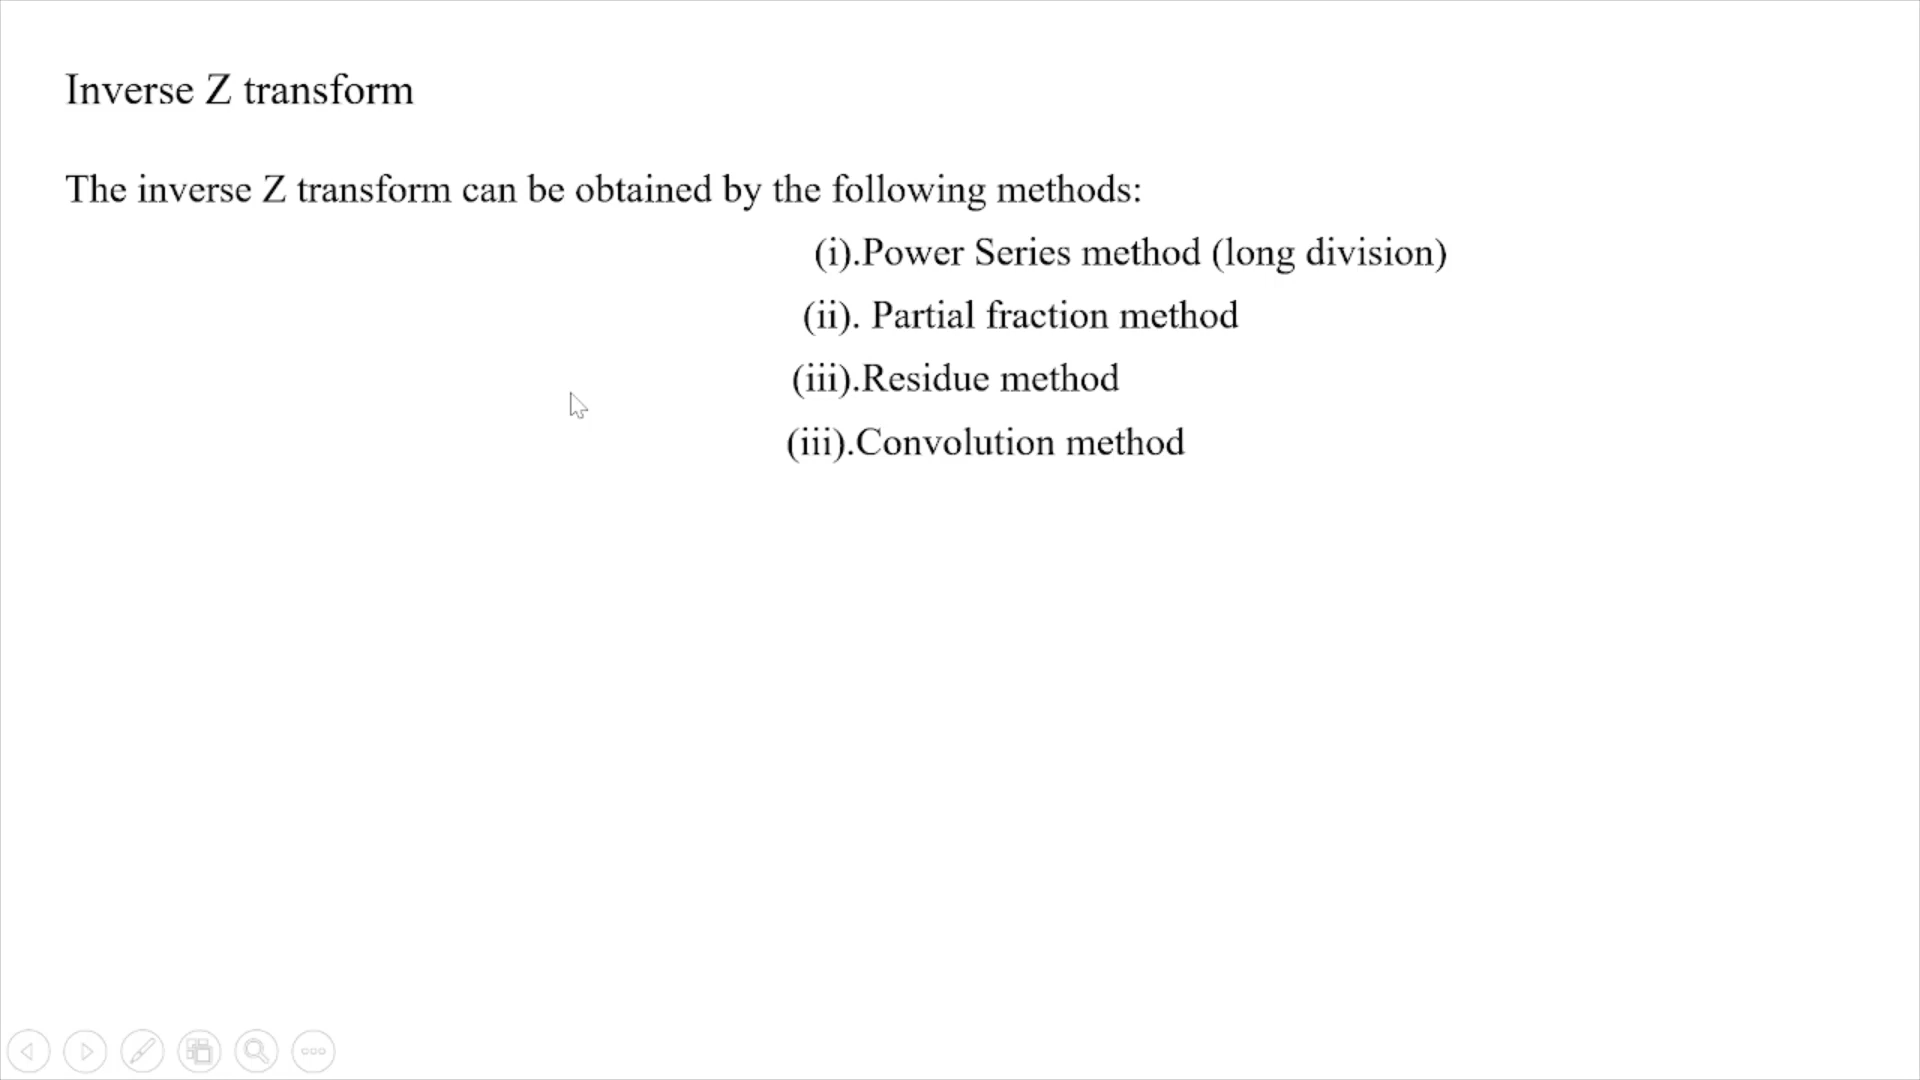 Inverse Z transform
The inverse Z transform can be obtained by the following methods:
(i).Power Series method (long division)
(ii). Partial fraction method
(iii).Residue method
(iii).Convolution method